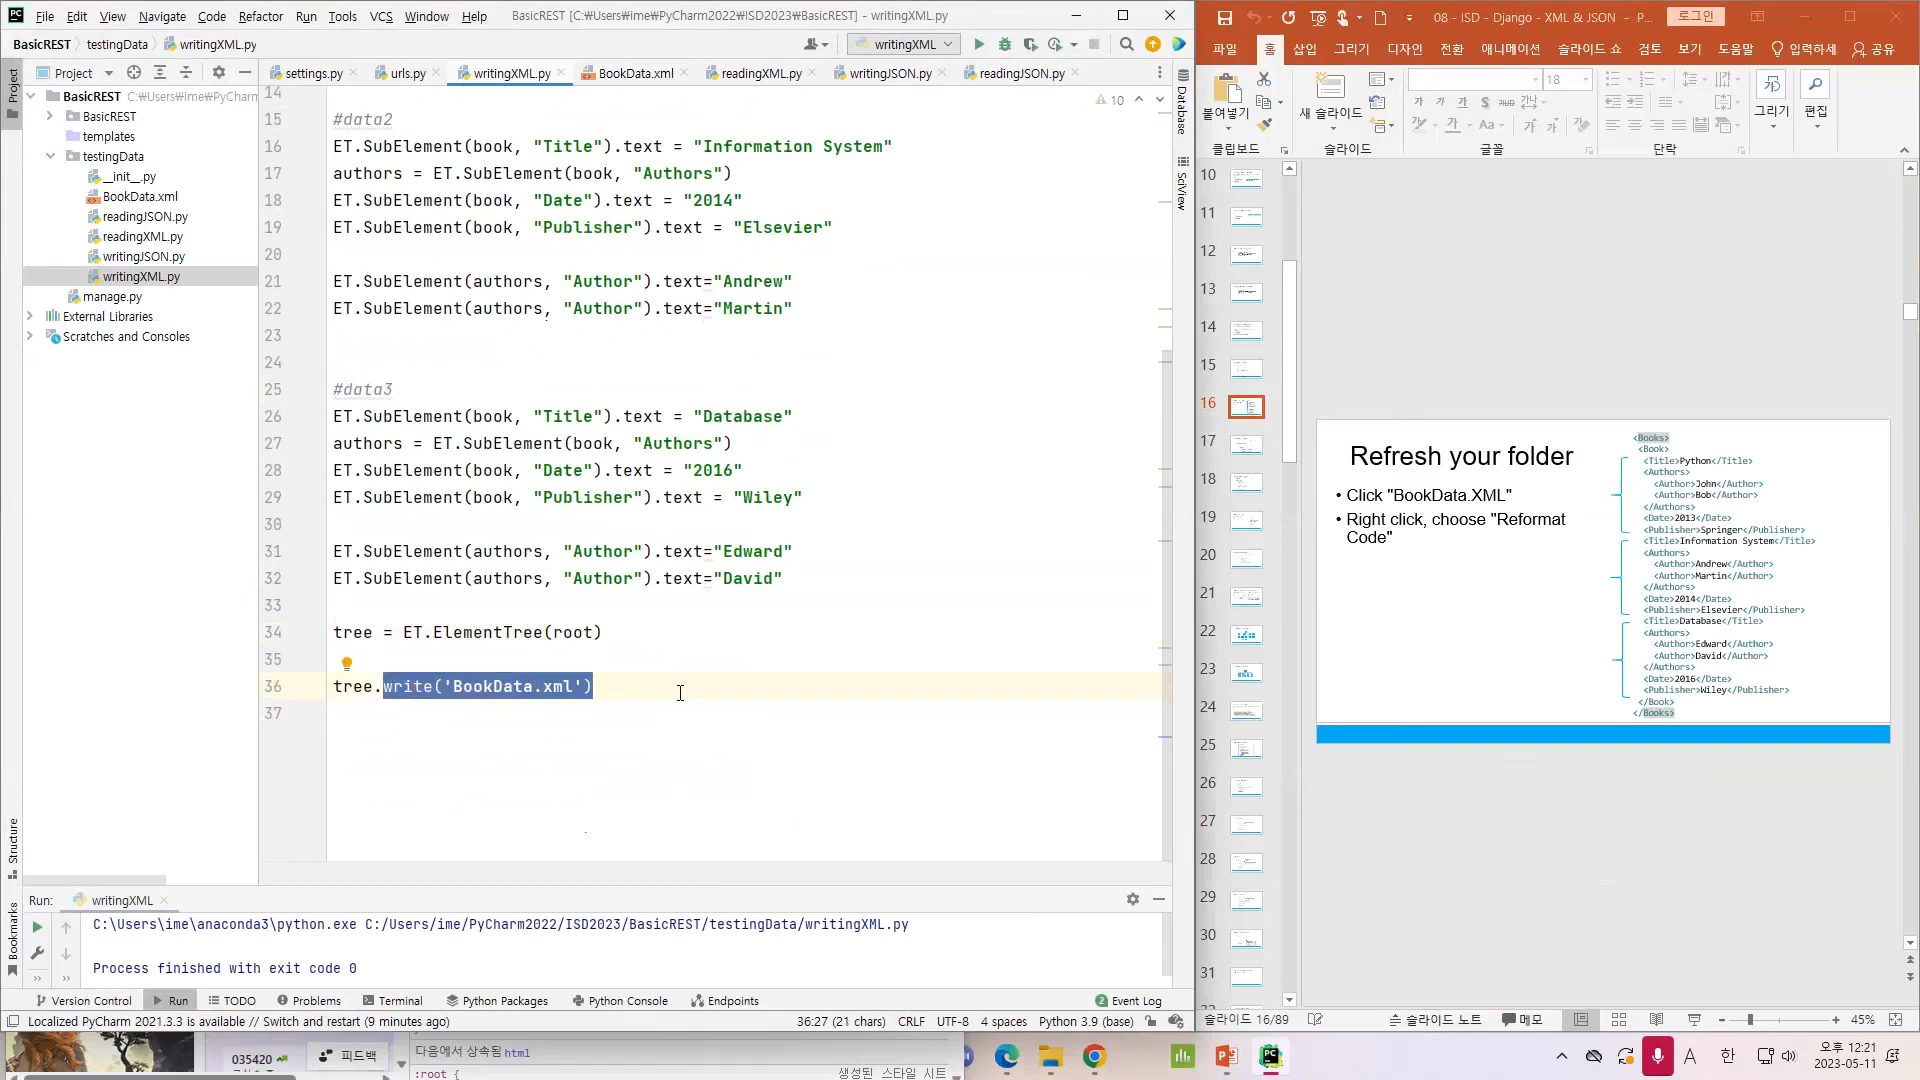 File Edit View Navigate Code Refactor Run Tools VCS Window Help BasicREST [C:₩Users₩ime₩PyCharm2022₩ISD2023₩BasicREST] - writingXML.py
BasicREST testingData writingXML.py
writingXML
Project
settings.py urls.py writingXML.py BookData.xml readingXML.py writingJSON.py readingJSON.py
BasicREST C:₩Users₩ime₩PyCharm
BasicREST
templates
testingData
__init__.py
BookData.xml
readingJSON.py
readingXML.py
writingJSON.py
writingXML.py
manage.py
External Libraries
Scratches and Consoles
Project
Structure
Bookmarks
Database
SciView
10
14
15 #data2
16 ET.SubElement(book, "Title").text = "Information System"
17 authors = ET.SubElement(book, "Authors")
18 ET.SubElement(book, "Date").text = "2014"
19 ET.SubElement(book, "Publisher").text = "Elsevier"
20
21 ET.SubElement(authors, "Author").text="Andrew"
22 ET.SubElement(authors, "Author").text="Martin"
23
24
25 #data3
26 ET.SubElement(book, "Title").text = "Database"
27 authors = ET.SubElement(book, "Authors")
28 ET.SubElement(book, "Date").text = "2016"
29 ET.SubElement(book, "Publisher").text = "Wiley"
30
31 ET.SubElement(authors, "Author").text="Edward"
32 ET.SubElement(authors, "Author").text="David"
33
34 tree = ET.ElementTree(root)
35
36 tree.write('BookData.xml')
37
Run: writingXML
C:\Users\ime\anaconda3\python.exe C:/Users/ime/PyCharm2022/ISD2023/BasicREST/testingData/writingXML.py
Process finished with exit code 0
Version Control Run TODO Problems Terminal Python Packages Python Console Endpoints 2 Event Log
Localized PyCharm 2021.3.3 is available // Switch and restart (9 minutes ago) 36:27 (21 chars) CRLF UTF-8 4 spaces Python 3.9 (base)
08 - ISD - Django - XML & JSON - P... 로그인
파일 홈 삽입 그리기 디자인 전환 애니메이션 슬라이드 쇼 검토 보기 도움말 입력하세 공유
18
붙여넣기 새 슬라이드 그리기 편집
클립보드 슬라이드 글꼴 단락
10
11
12
13
14
15
16
17
18
19
20
21
22
23
24
25
26
27
28
29
30
31
Refresh your folder
• Click "BookData.XML"
• Right click, choose "Reformat
Code"
<Books>
<Book>
<Title>Python</Title>
<Authors>
<Author>John</Author>
<Author>Bob</Author>
</Authors>
<Date>2013</Date>
<Publisher>Springer</Publisher>
<Title>Information System</Title>
<Authors>
<Author>Andrew</Author>
<Author>Martin</Author>
</Authors>
<Date>2014</Date>
<Publisher>Elsevier</Publisher>
<Title>Database</Title>
<Authors>
<Author>Edward</Author>
<Author>David</Author>
</Authors>
<Date>2016</Date>
<Publisher>Wiley</Publisher>
</Book>
</Books>
슬라이드 16/89 슬라이드 노트 메모 45%
035420 피드백 다음에서 상속됨 html
:root { 생성된 스타일 시트
A 한 오후 12:21
2023-05-11